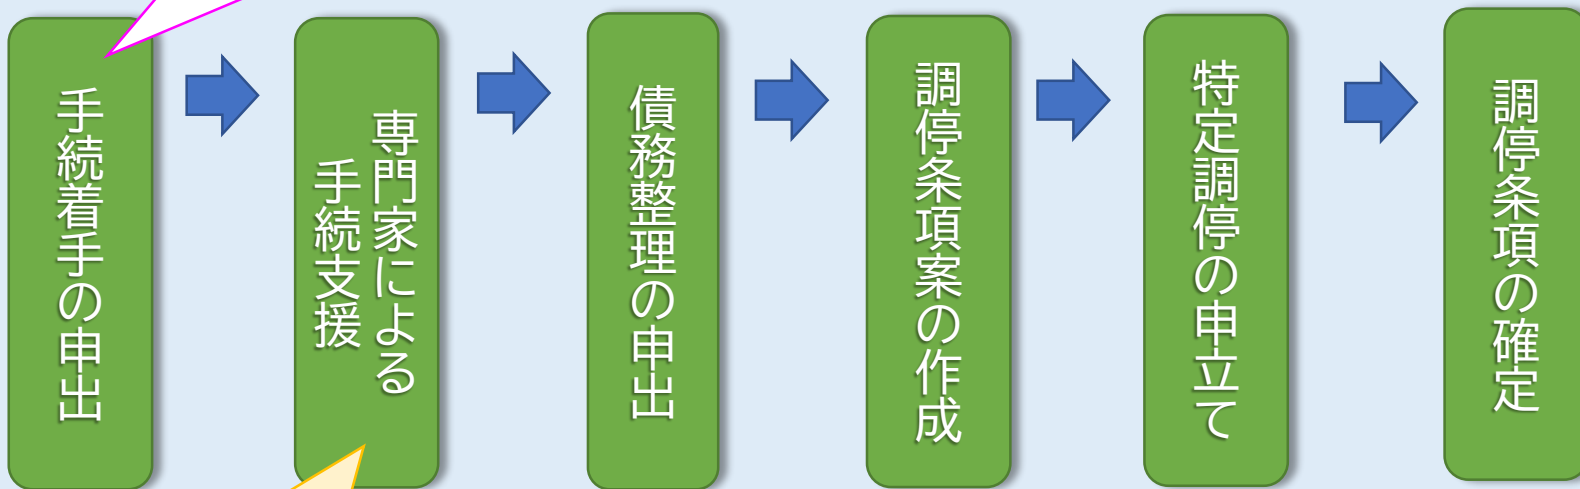 手続着手の申出
専門家による
手続支援
債務整理の申出
調停条項案の作成
特定調停の申立て
調停条項の確定